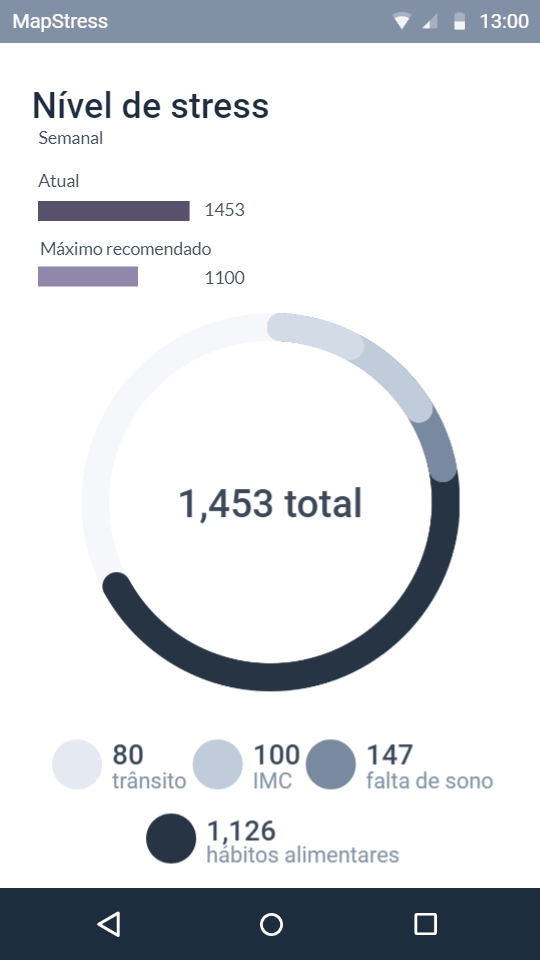 MapStress 13:00
Nível de stress
Semanal
Atual
1453
Máximo recomendado
1100
1,453 total
80 100 147
trânsito IMC falta de sono
1,126
hábitos alimentares